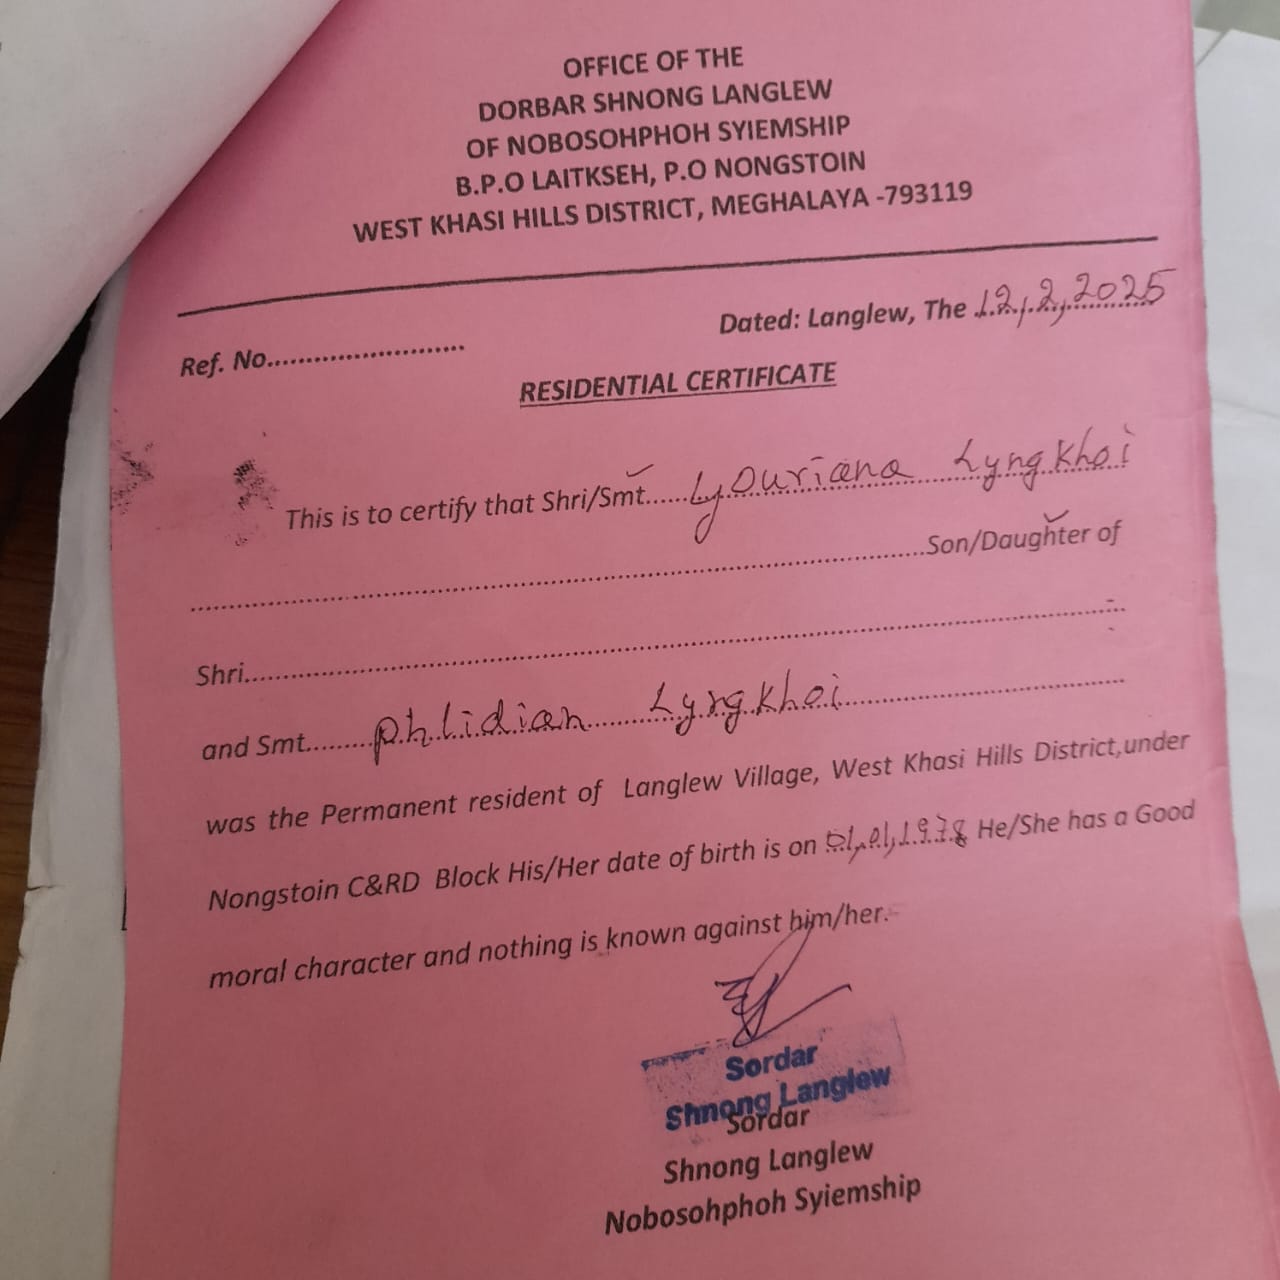 OFFICE OF THE
DORBAR SHNONG LANGLEW
OF NOBOSOHPHOH SYIEMSHIP
B.P.O LAITKSEH, P.O NONGSTOIN
WEST KHASI HILLS DISTRICT, MEGHALAYA -793119
Dated: Langlew, The 12,2,2025
Ref. No..........................
RESIDENTIAL CERTIFICATE
This is to certify that Shri/Smt......Lyouriana Lyngkhoi
..........Son/Daughter of
Shri..........
and Smt.........phlidian Lyngkhoi..........
was the Permanent resident of Langlew Village, West Khasi Hills District,under
Nongstoin C&RD Block His/Her date of birth is on 01,01,1978 He/She has a Good
moral character and nothing is known against him/her.
Sordar
Shnong Langlew
Sordar
Shnong Langlew
Nobosohphoh Syiemship